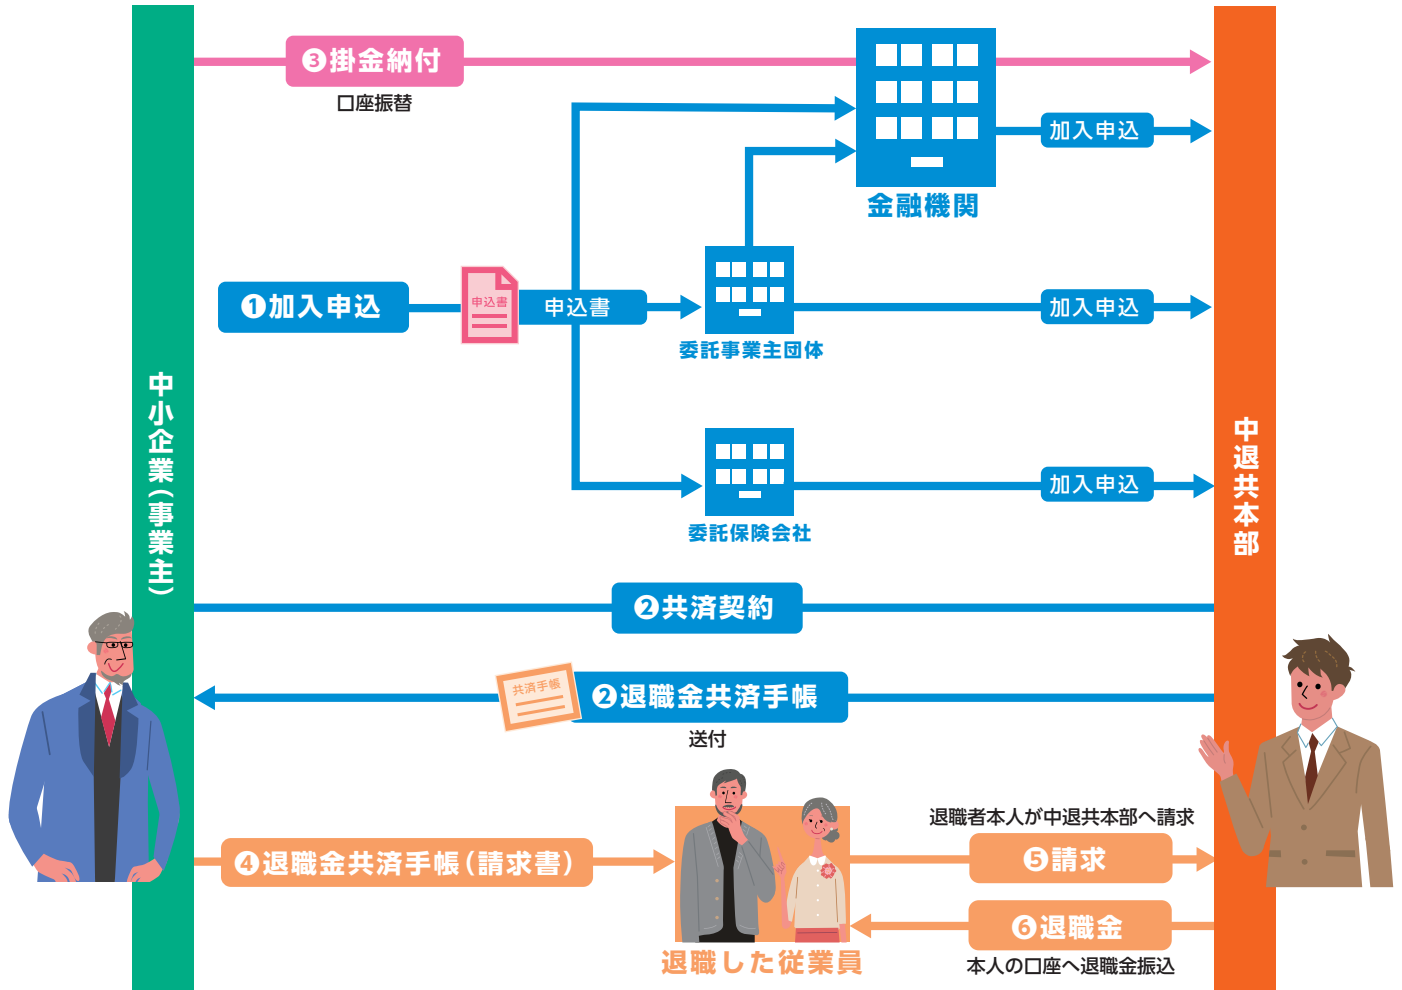 ❸掛金納付
口座振替
加入申込
金融機関
❶加入申込
申込書
申込書
加入申込
委託事業主団体
中小企業(事業主)
中退共本部
加入申込
委託保険会社
❷共済契約
共済手帳
❷退職金共済手帳
送付
退職者本人が中退共本部へ請求
❹退職金共済手帳(請求書)
❺請求
❻退職金
退職した従業員
本人の口座へ退職金振込